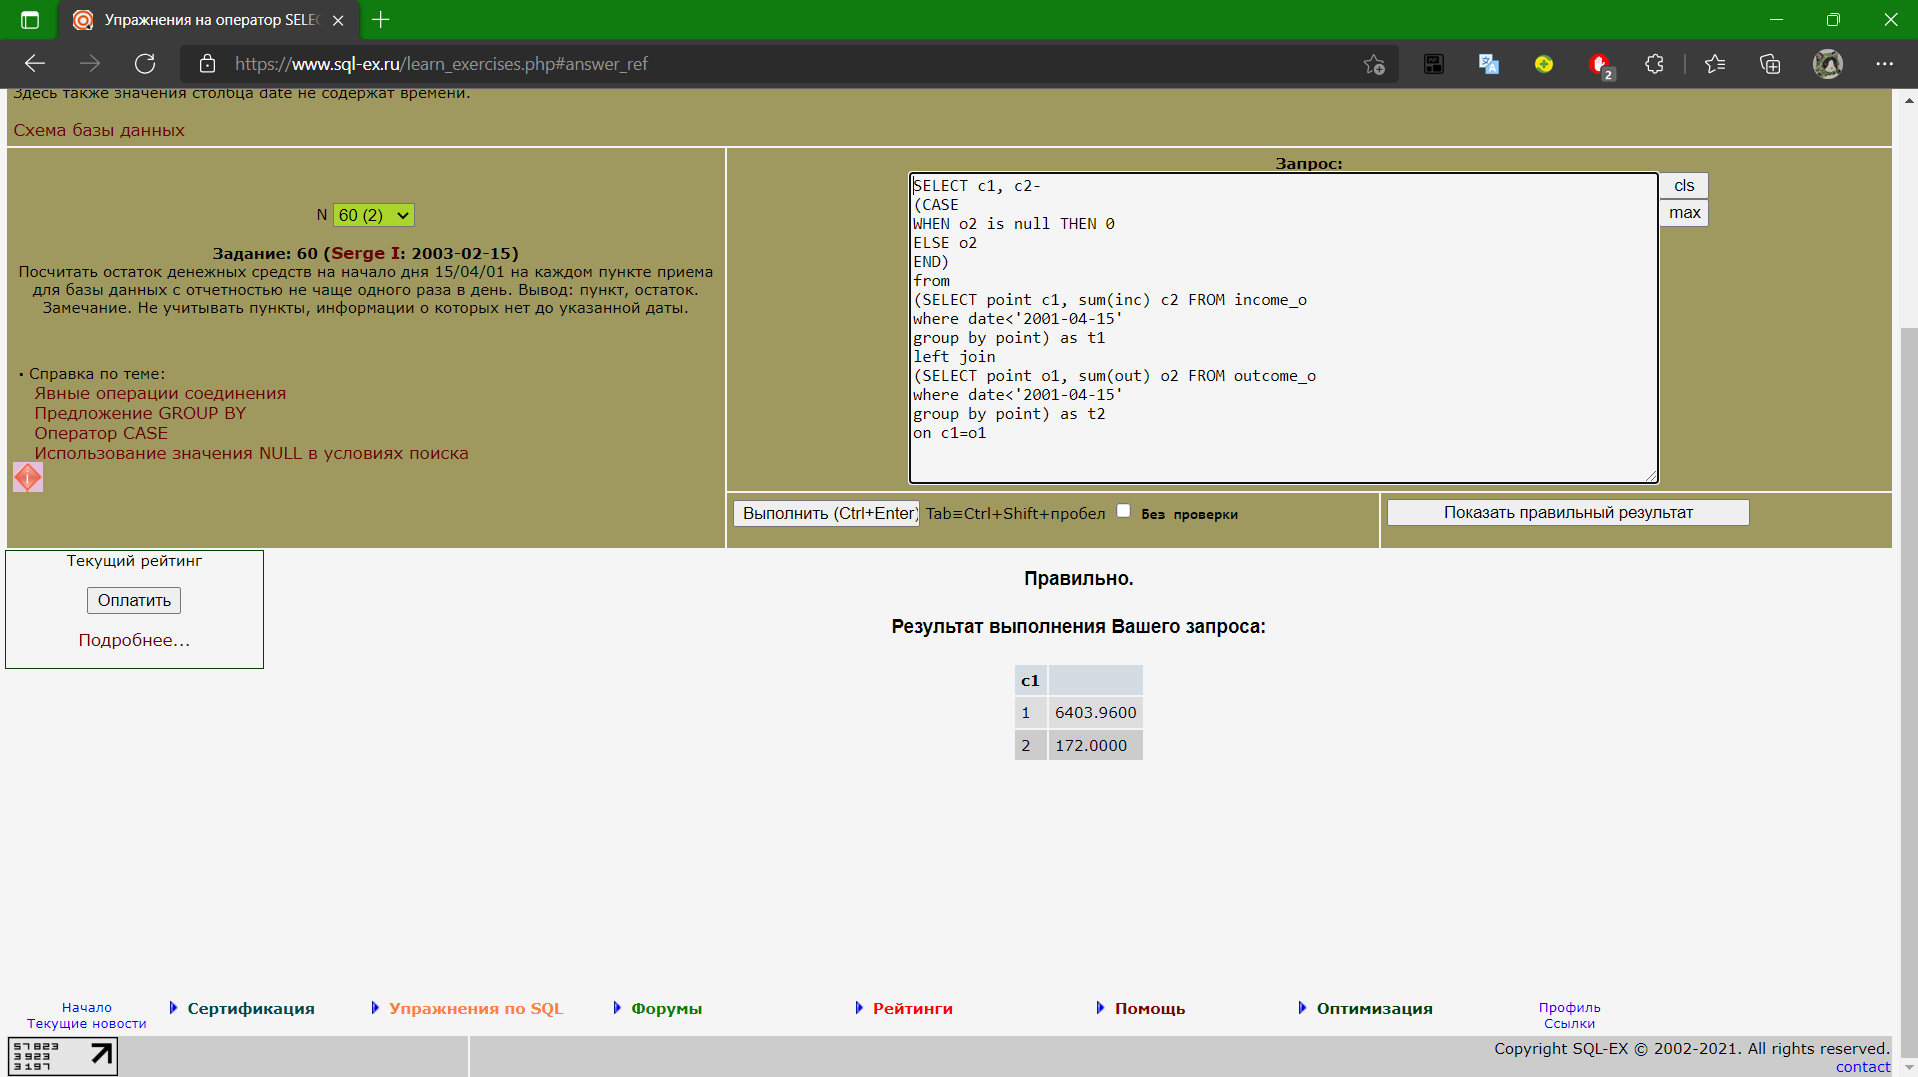 Упражнения на оператор SELEC
https://www.sql-ex.ru/learn_exercises.php#answer_ref
2
Здесь также значения столбца date не содержат времени.
Схема базы данных
N 60 (2)
Задание: 60 (Serge I: 2003-02-15)
Посчитать остаток денежных средств на начало дня 15/04/01 на каждом пункте приема
для базы данных с отчетностью не чаще одного раза в день. Вывод: пункт, остаток.
Замечание. Не учитывать пункты, информации о которых нет до указанной даты.
Справка по теме:
Явные операции соединения
Предложение GROUP BY
Оператор CASE
Использование значения NULL в условиях поиска
Запрос:
SELECT c1, c2-
(CASE
WHEN o2 is null THEN 0
ELSE o2
END)
from
(SELECT point c1, sum(inc) c2 FROM income_o
where date<'2001-04-15'
group by point) as t1
left join
(SELECT point o1, sum(out) o2 FROM outcome_o
where date<'2001-04-15'
group by point) as t2
on c1=o1
cls
max
Выполнить (Ctrl+Enter) Tab≡Ctrl+Shift+пробел Без проверки
Показать правильный результат
Текущий рейтинг
Оплатить
Подробнее...
Правильно.
Результат выполнения Вашего запроса:
c1
1 6403.9600
2 172.0000
Начало
Текущие новости
Сертификация
Упражнения по SQL
Форумы
Рейтинги
Помощь
Оптимизация
Профиль
Ссылки
57823
3923
3197
Copyright SQL-EX © 2002-2021. All rights reserved.
contact